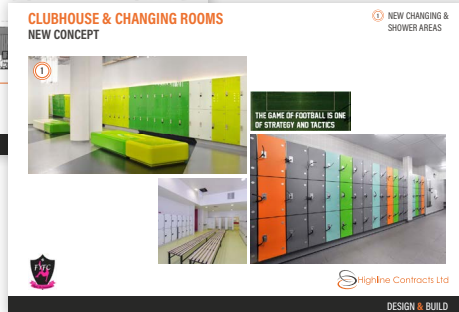 CLUBHOUSE & CHANGING ROOMS
NEW CONCEPT
1 NEW CHANGING &
SHOWER AREAS
1
THE GAME OF FOOTBALL IS ONE
OF STRATEGY AND TACTICS
Highline Contracts Ltd
DESIGN & BUILD